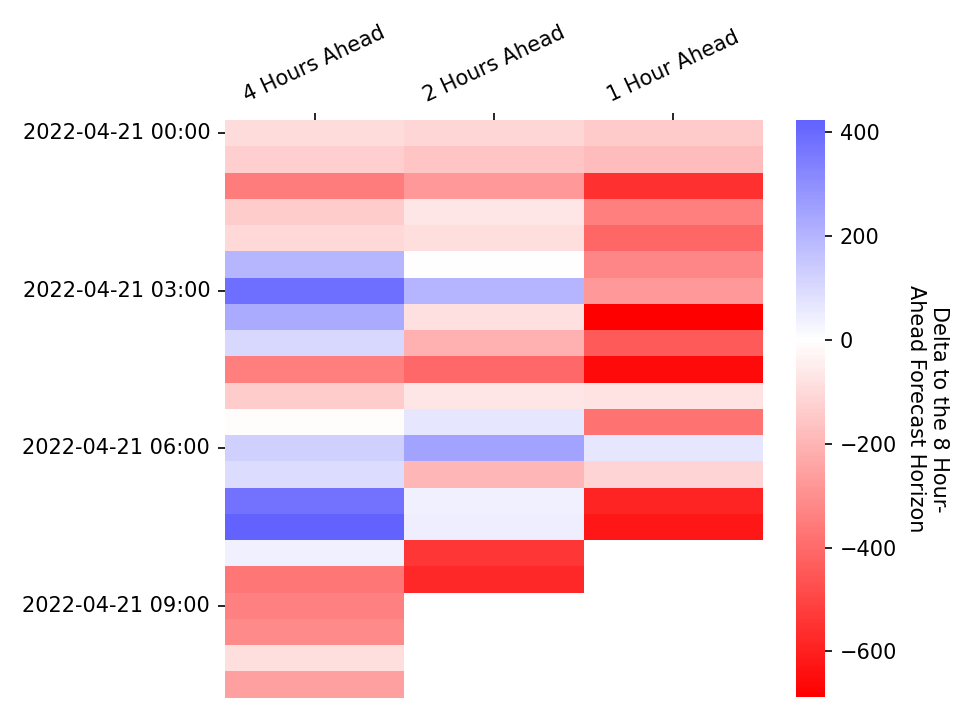 4 Hours Ahead
2 Hours Ahead
1 Hour Ahead
2022-04-21 00:00
2022-04-21 03:00
2022-04-21 06:00
2022-04-21 09:00
400
200
0
−200
−400
−600
Delta to the 8 Hour-
Ahead Forecast Horizon